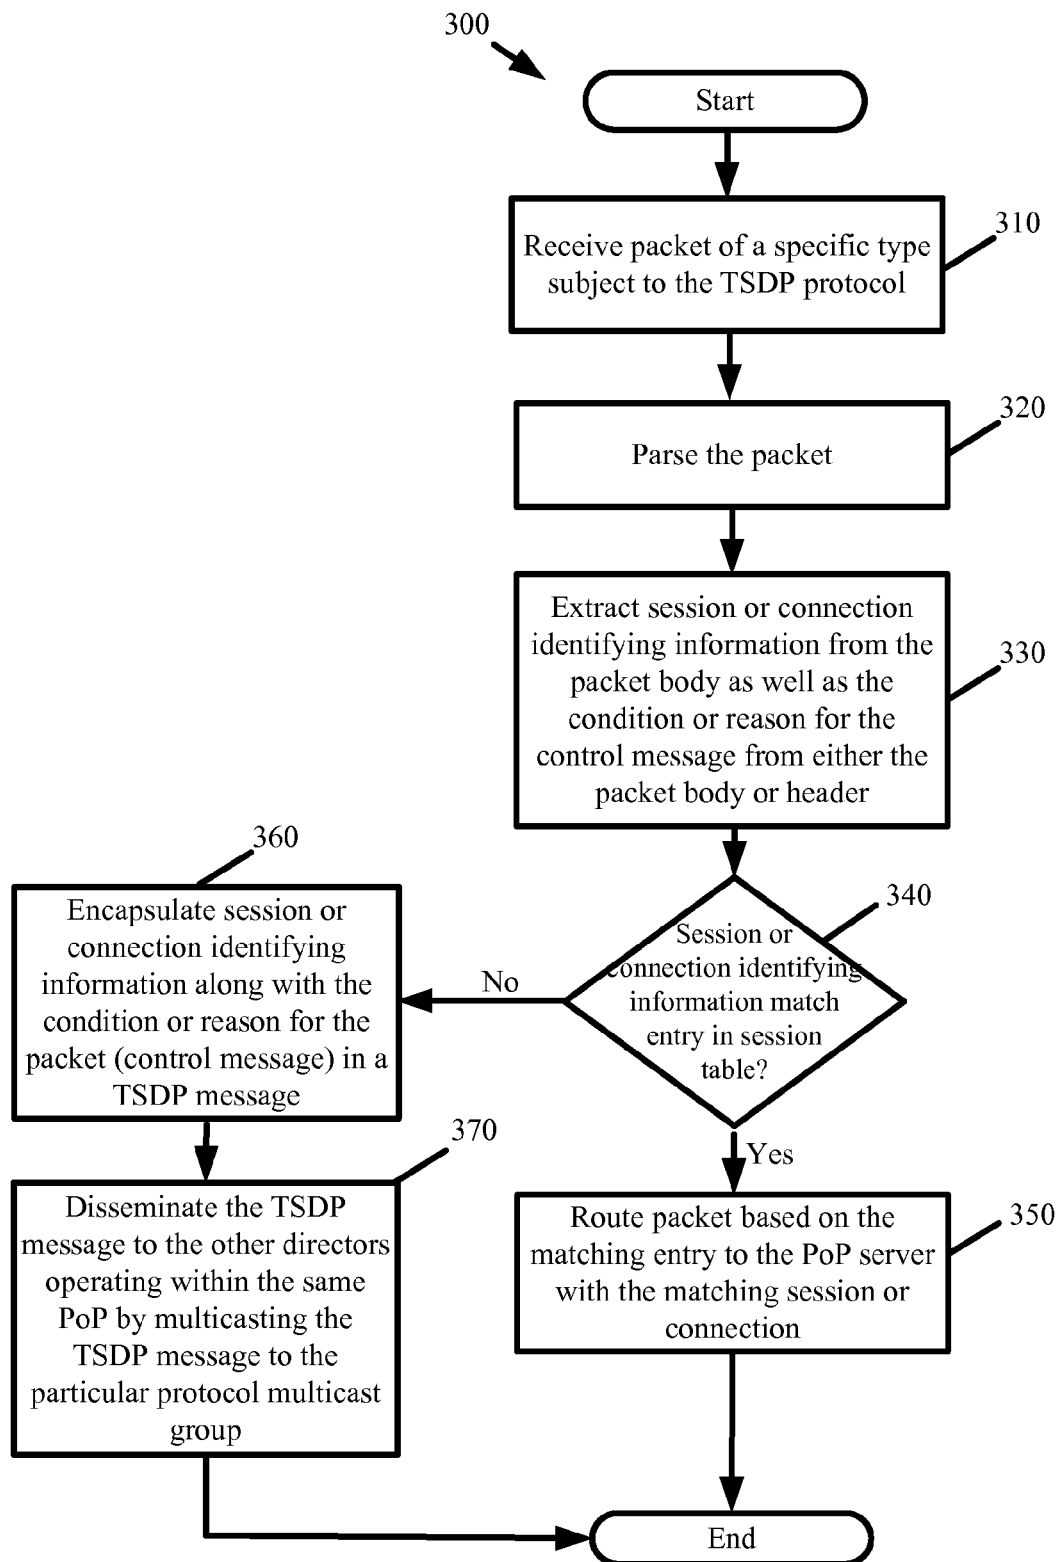 300
Start
310
Receive packet of a specific type
subject to the TSDP protocol
320
Parse the packet
330
Extract session or connection
identifying information from the
packet body as well as the
condition or reason for the
control message from either the
packet body or header
340
Session or
connection identifying
information match
entry in session
table?
No
360
Encapsulate session or
connection identifying
information along with the
condition or reason for the
packet (control message) in a
TSDP message
370
Disseminate the TSDP
message to the other directors
operating within the same
PoP by multicasting the
TSDP message to the
particular protocol multicast
group
Yes
350
Route packet based on the
matching entry to the PoP server
with the matching session or
connection
End